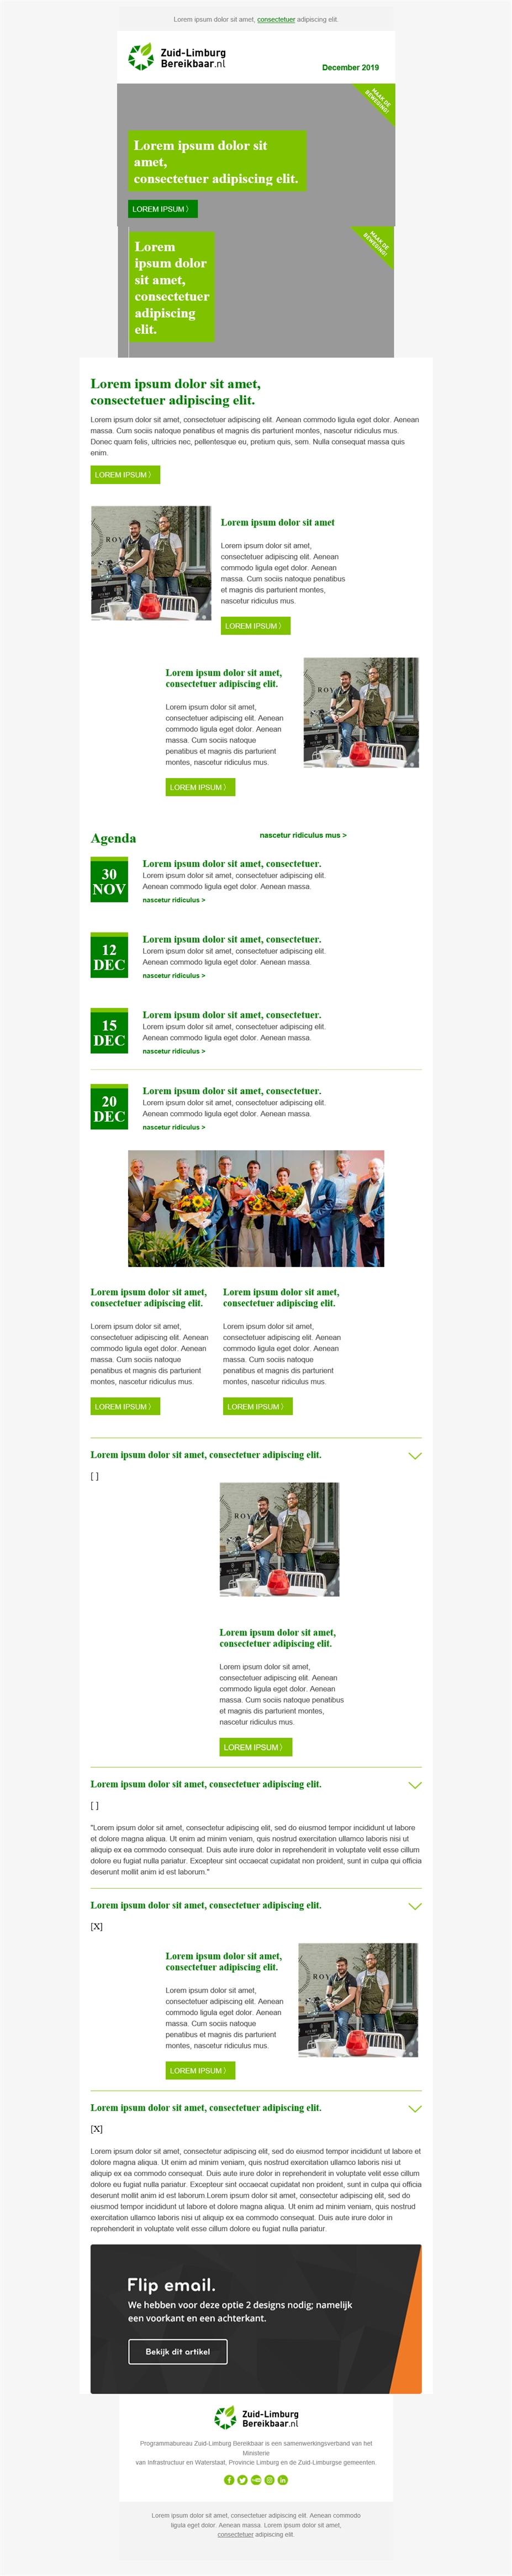 Lorem ipsum dolor sit amet, consectetuer adipiscing elit.
Zuid-Limburg
Bereikbaar.nl
December 2019
MAAK DE
BEWEGING!
Lorem ipsum dolor sit
amet,
consectetuer adipiscing elit.
LOREM IPSUM 〉
MAAK DE
BEWEGING!
Lorem
ipsum dolor
sit amet,
consectetuer
adipiscing
elit.
Lorem ipsum dolor sit amet,
consectetuer adipiscing elit.
Lorem ipsum dolor sit amet, consectetuer adipiscing elit. Aenean commodo ligula eget dolor. Aenean
massa. Cum sociis natoque penatibus et magnis dis parturient montes, nascetur ridiculus mus.
Donec quam felis, ultricies nec, pellentesque eu, pretium quis, sem. Nulla consequat massa quis
enim.
LOREM IPSUM 〉
ROY
Lorem ipsum dolor sit amet
Lorem ipsum dolor sit amet,
consectetuer adipiscing elit. Aenean
commodo ligula eget dolor. Aenean
massa. Cum sociis natoque penatibus
et magnis dis parturient montes,
nascetur ridiculus mus.
LOREM IPSUM 〉
Lorem ipsum dolor sit amet,
consectetuer adipiscing elit.
Lorem ipsum dolor sit amet,
consectetuer adipiscing elit. Aenean
commodo ligula eget dolor. Aenean
massa. Cum sociis natoque
penatibus et magnis dis parturient
montes, nascetur ridiculus mus.
LOREM IPSUM 〉
ROY
Agenda
nascetur ridiculus mus >
30
NOV
Lorem ipsum dolor sit amet, consectetuer.
Lorem ipsum dolor sit amet, consectetuer adipiscing elit.
Aenean commodo ligula eget dolor. Aenean massa.
nascetur ridiculus >
12
DEC
Lorem ipsum dolor sit amet, consectetuer.
Lorem ipsum dolor sit amet, consectetuer adipiscing elit.
Aenean commodo ligula eget dolor. Aenean massa.
nascetur ridiculus >
15
DEC
Lorem ipsum dolor sit amet, consectetuer.
Lorem ipsum dolor sit amet, consectetuer adipiscing elit.
Aenean commodo ligula eget dolor. Aenean massa.
nascetur ridiculus >
20
DEC
Lorem ipsum dolor sit amet, consectetuer.
Lorem ipsum dolor sit amet, consectetuer adipiscing elit.
Aenean commodo ligula eget dolor. Aenean massa.
nascetur ridiculus >
Lorem ipsum dolor sit amet,
consectetuer adipiscing elit.
Lorem ipsum dolor sit amet,
consectetuer adipiscing elit. Aenean
commodo ligula eget dolor. Aenean
massa. Cum sociis natoque
penatibus et magnis dis parturient
montes, nascetur ridiculus mus.
LOREM IPSUM 〉
Lorem ipsum dolor sit amet,
consectetuer adipiscing elit.
Lorem ipsum dolor sit amet,
consectetuer adipiscing elit. Aenean
commodo ligula eget dolor. Aenean
massa. Cum sociis natoque
penatibus et magnis dis parturient
montes, nascetur ridiculus mus.
LOREM IPSUM 〉
Lorem ipsum dolor sit amet, consectetuer adipiscing elit.
[ ]
ROY
Lorem ipsum dolor sit amet,
consectetuer adipiscing elit.
Lorem ipsum dolor sit amet,
consectetuer adipiscing elit. Aenean
commodo ligula eget dolor. Aenean
massa. Cum sociis natoque penatibus
et magnis dis parturient montes,
nascetur ridiculus mus.
LOREM IPSUM 〉
Lorem ipsum dolor sit amet, consectetuer adipiscing elit.
[ ]
"Lorem ipsum dolor sit amet, consectetur adipiscing elit, sed do eiusmod tempor incididunt ut labore
et dolore magna aliqua. Ut enim ad minim veniam, quis nostrud exercitation ullamco laboris nisi ut
aliquip ex ea commodo consequat. Duis aute irure dolor in reprehenderit in voluptate velit esse cillum
dolore eu fugiat nulla pariatur. Excepteur sint occaecat cupidatat non proident, sunt in culpa qui officia
deserunt mollit anim id est laborum."
Lorem ipsum dolor sit amet, consectetuer adipiscing elit.
[X]
Lorem ipsum dolor sit amet,
consectetuer adipiscing elit.
Lorem ipsum dolor sit amet,
consectetuer adipiscing elit. Aenean
commodo ligula eget dolor. Aenean
massa. Cum sociis natoque
penatibus et magnis dis parturient
montes, nascetur ridiculus mus.
LOREM IPSUM 〉
ROY
Lorem ipsum dolor sit amet, consectetuer adipiscing elit.
[X]
Lorem ipsum dolor sit amet, consectetur adipiscing elit, sed do eiusmod tempor incididunt ut labore et
dolore magna aliqua. Ut enim ad minim veniam, quis nostrud exercitation ullamco laboris nisi ut
aliquip ex ea commodo consequat. Duis aute irure dolor in reprehenderit in voluptate velit esse cillum
dolore eu fugiat nulla pariatur. Excepteur sint occaecat cupidatat non proident, sunt in culpa qui officia
deserunt mollit anim id est laborum.Lorem ipsum dolor sit amet, consectetur adipiscing elit, sed do
eiusmod tempor incididunt ut labore et dolore magna aliqua. Ut enim ad minim veniam, quis nostrud
exercitation ullamco laboris nisi ut aliquip ex ea commodo consequat. Duis aute irure dolor in
reprehenderit in voluptate velit esse cillum dolore eu fugiat nulla pariatur.
Flip email.
We hebben voor deze optie 2 designs nodig; namelijk
een voorkant en een achterkant.
Bekijk dit artikel
Zuid-Limburg
Bereikbaar.nl
Programmabureau Zuid-Limburg Bereikbaar is een samenwerkingsverband van het
Ministerie
van Infrastructuur en Waterstaat, Provincie Limburg en de Zuid-Limburgse gemeenten.
Lorem ipsum dolor sit amet, consectetuer adipiscing elit. Aenean commodo
ligula eget dolor. Aenean massa. Lorem ipsum dolor sit amet,
consectetuer adipiscing elit.